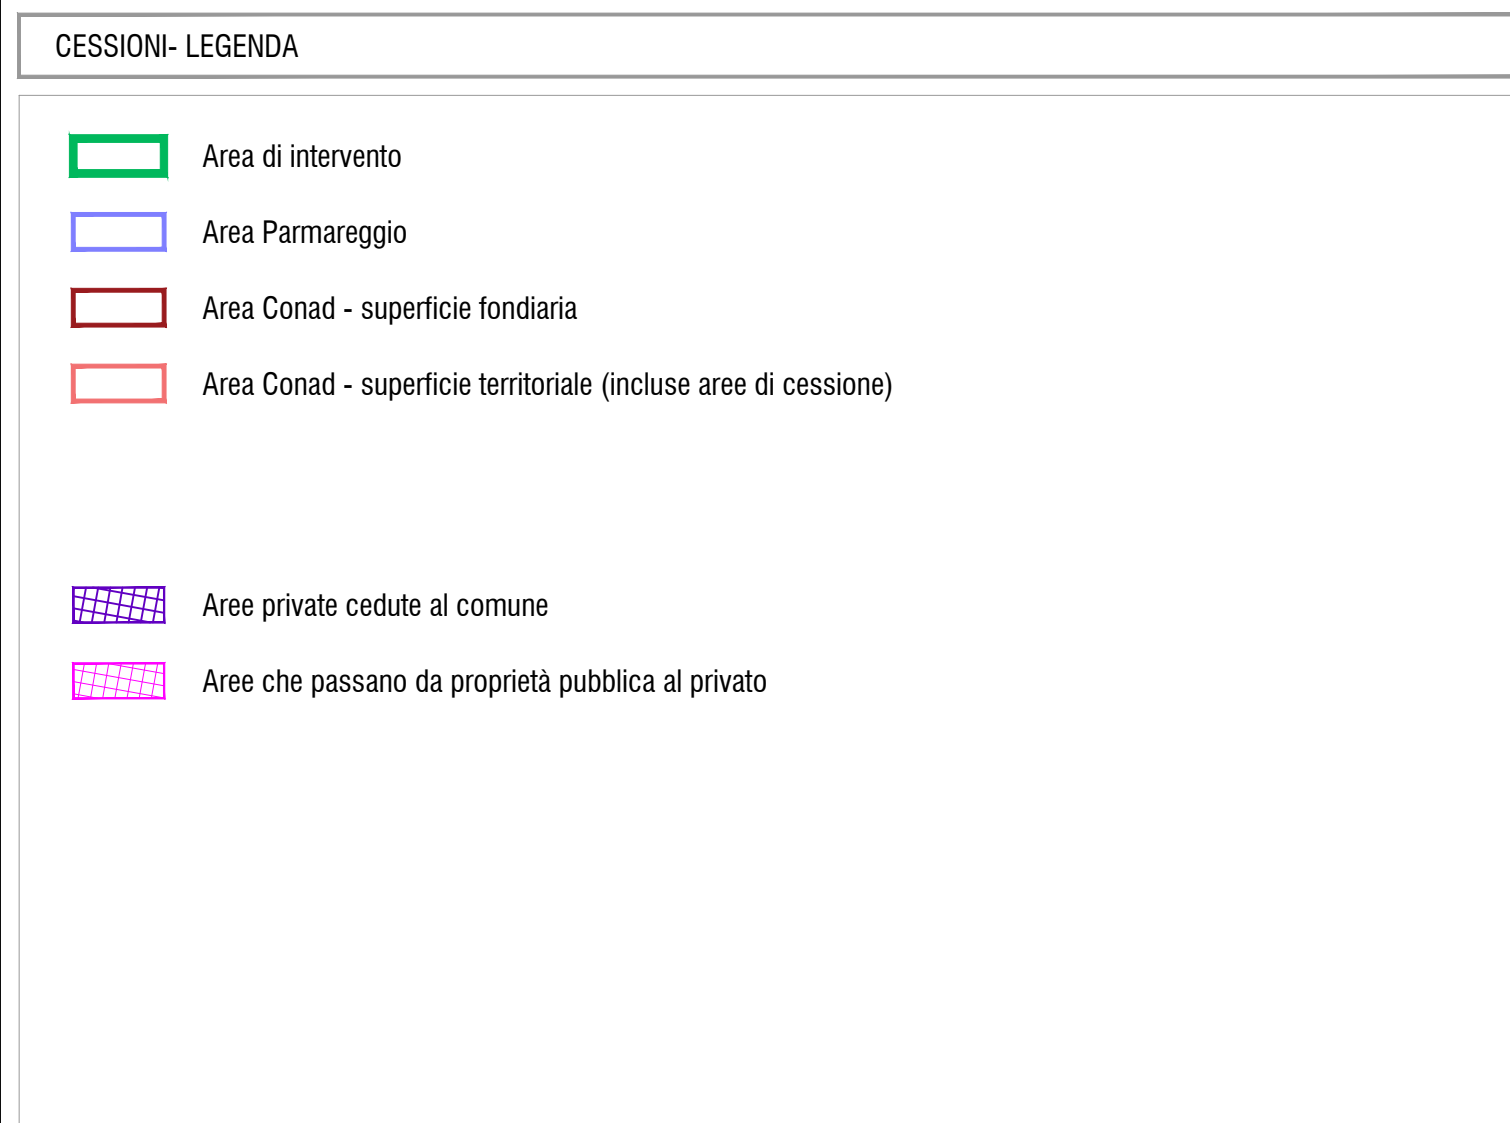 CESSIONI- LEGENDA
Area di intervento
Area Parmareggio
Area Conad - superficie fondiaria
Area Conad - superficie territoriale (incluse aree di cessione)
Aree private cedute al comune
Aree che passano da proprietà pubblica al privato